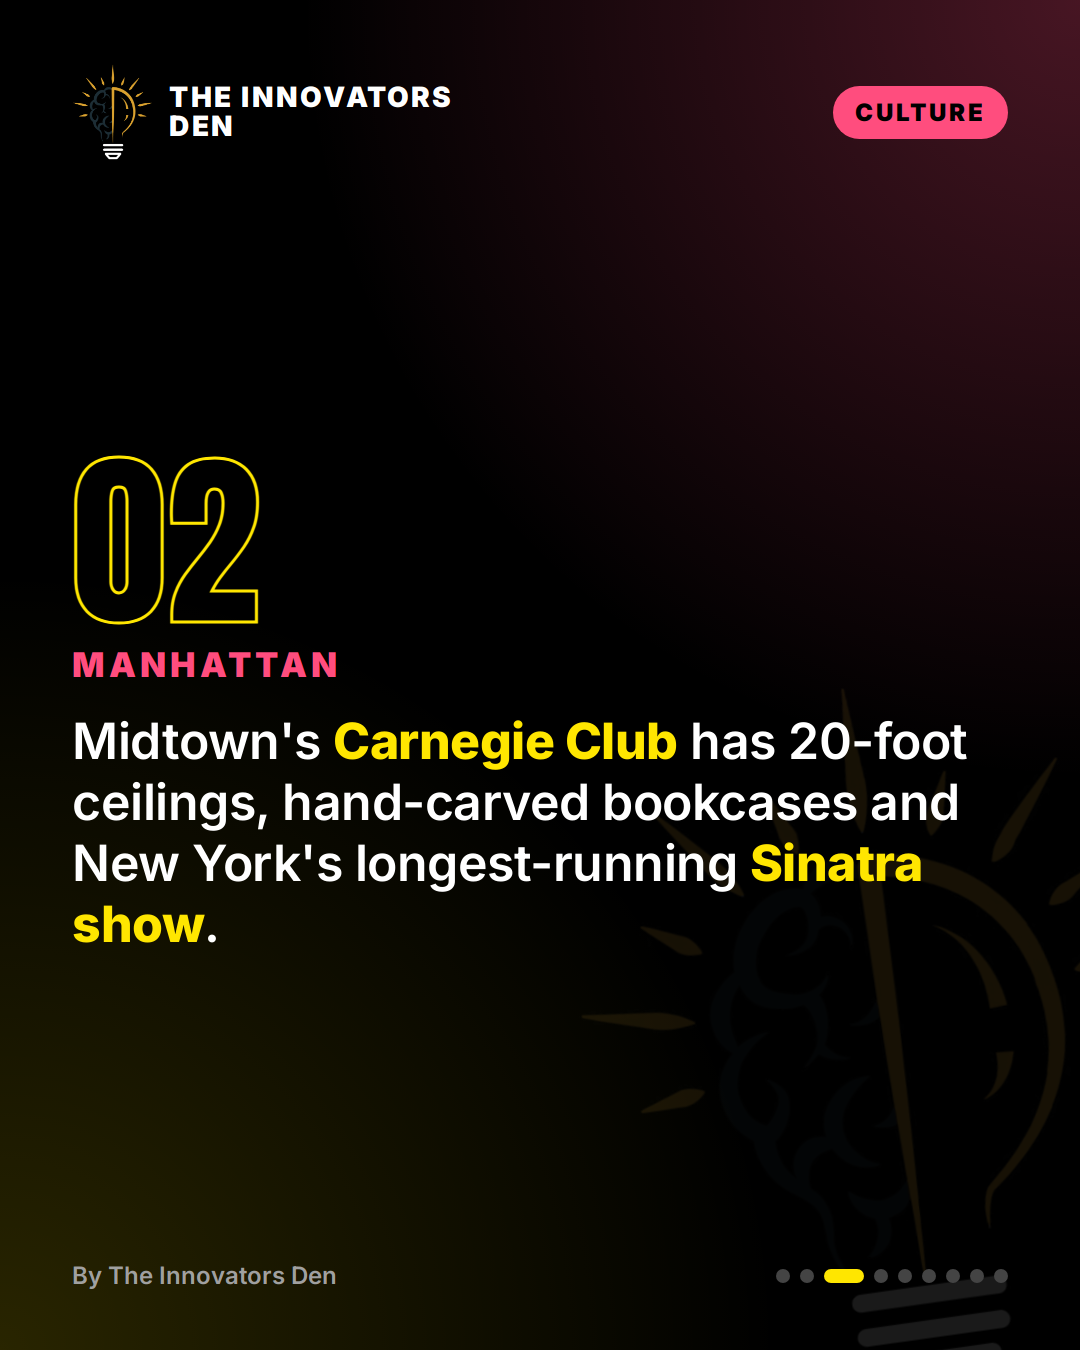 THE INNOVATORS
DEN
CULTURE
02
MANHATTAN
Midtown's Carnegie Club has 20-foot
ceilings, hand-carved bookcases and
New York's longest-running Sinatra
show.
By The Innovators Den